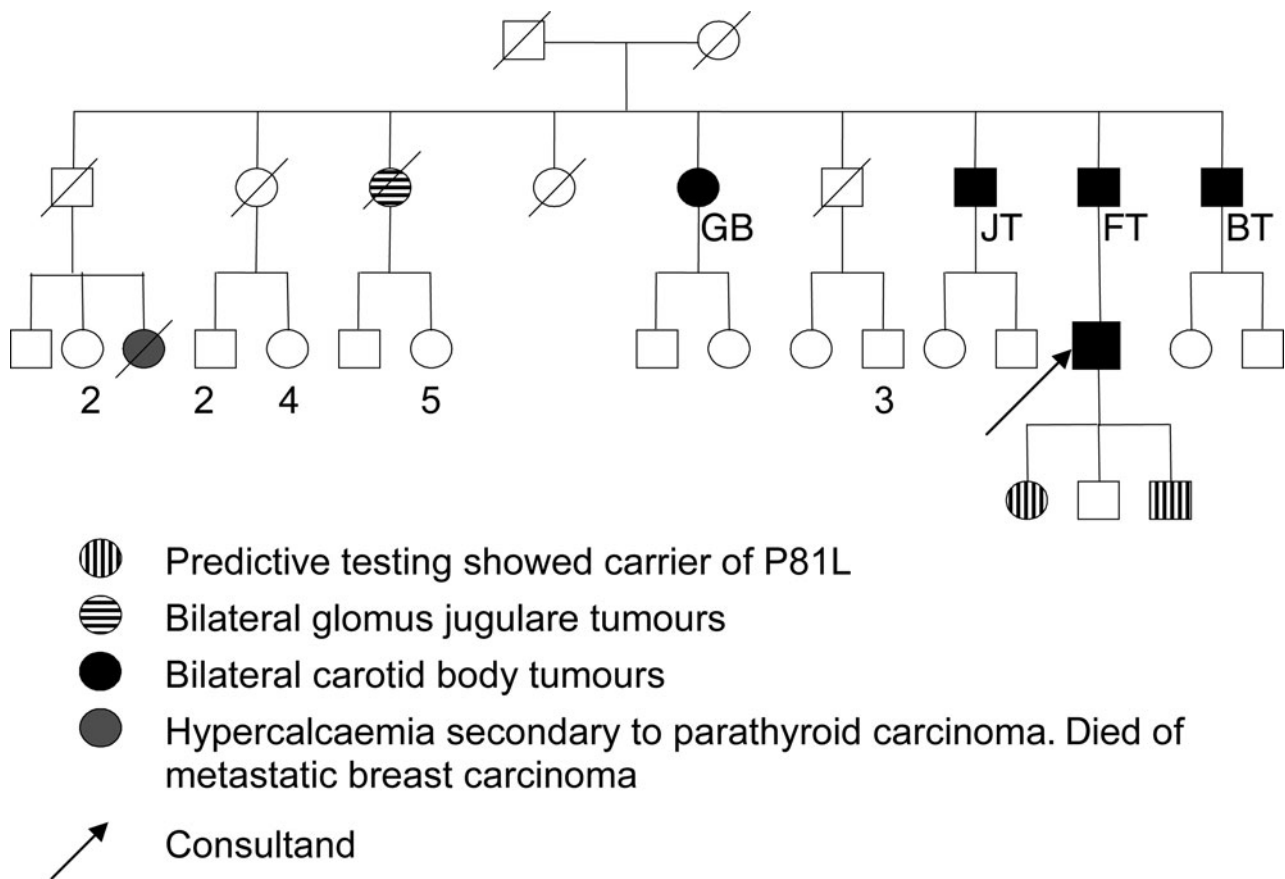 GB
JT
FT
BT
2
2
4
5
3
Predictive testing showed carrier of P81L
Bilateral glomus jugulare tumours
Bilateral carotid body tumours
Hypercalcaemia secondary to parathyroid carcinoma. Died of
metastatic breast carcinoma
Consultand